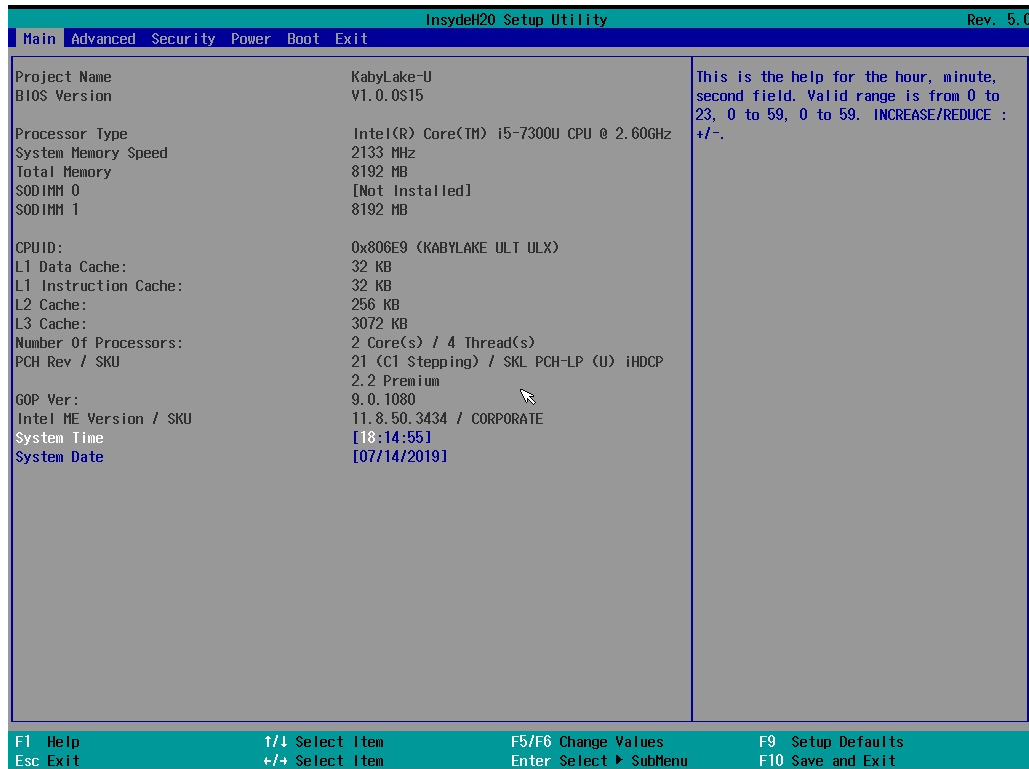 InsydeH20 Setup Utility Rev. 5.0
Main Advanced Security Power Boot Exit
Project Name KabyLake-U
BIOS Version V1.0.0S15
Processor Type Intel(R) Core(TM) i5-7300U CPU @ 2.60GHz
System Memory Speed 2133 MHz
Total Memory 8192 MB
SODIMM 0 [Not Installed]
SODIMM 1 8192 MB
CPUID: 0x806E9 (KABYLAKE ULT ULX)
L1 Data Cache: 32 KB
L1 Instruction Cache: 32 KB
L2 Cache: 256 KB
L3 Cache: 3072 KB
Number Of Processors: 2 Core(s) / 4 Thread(s)
PCH Rev / SKU 21 (C1 Stepping) / SKL PCH-LP (U) iHDCP
2.2 Premium
GOP Ver: 9.0.1080
Intel ME Version / SKU 11.8.50.3434 / CORPORATE
System Time [18:14:55]
System Date [07/14/2019]
This is the help for the hour, minute,
second field. Valid range is from 0 to
23, 0 to 59, 0 to 59. INCREASE/REDUCE :
+/-.
F1 Help ↑/↓ Select Item F5/F6 Change Values F9 Setup Defaults
Esc Exit ←/→ Select Item Enter Select ▶ SubMenu F10 Save and Exit